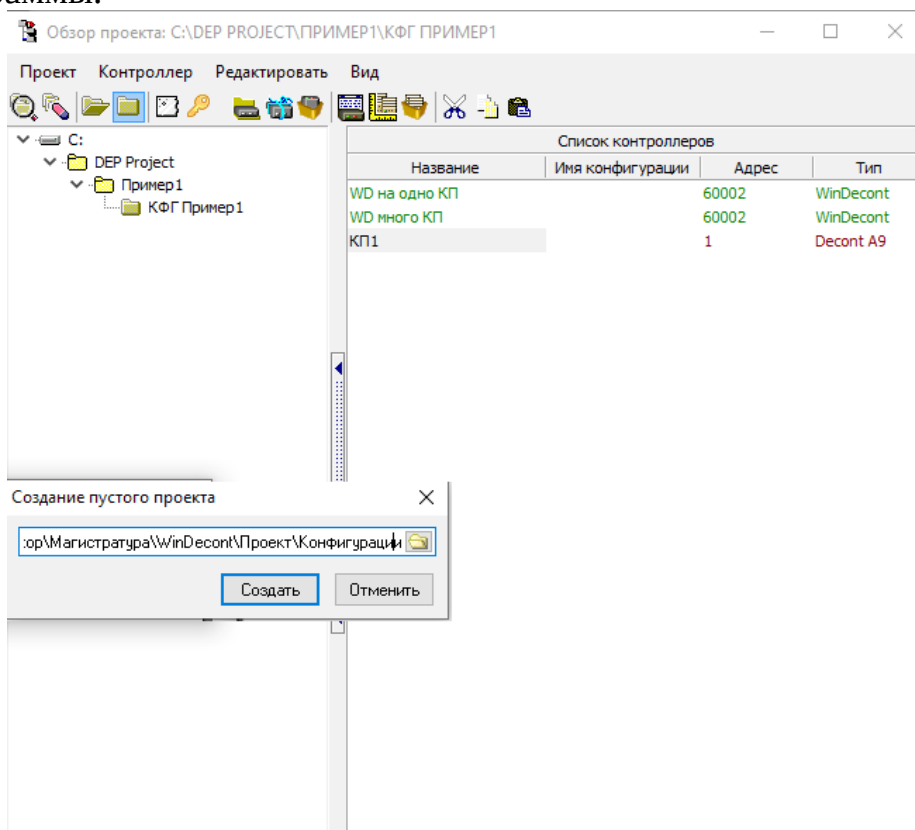 Обзор проекта: C:\DEP PROJECT\ПРИМЕР1\КФГ ПРИМЕР1
Проект Контроллер Редактировать Вид
C:
DEP Project
Пример1
КФГ Пример1
Список контроллеров
Название Имя конфигурации Адрес Тип
WD на одно КП 60002 WinDecont
WD много КП 60002 WinDecont
КП1 1 Decont A9
Создание пустого проекта
:ор\Магистратура\WinDecont\Проект\Конфигурации
Создать Отменить